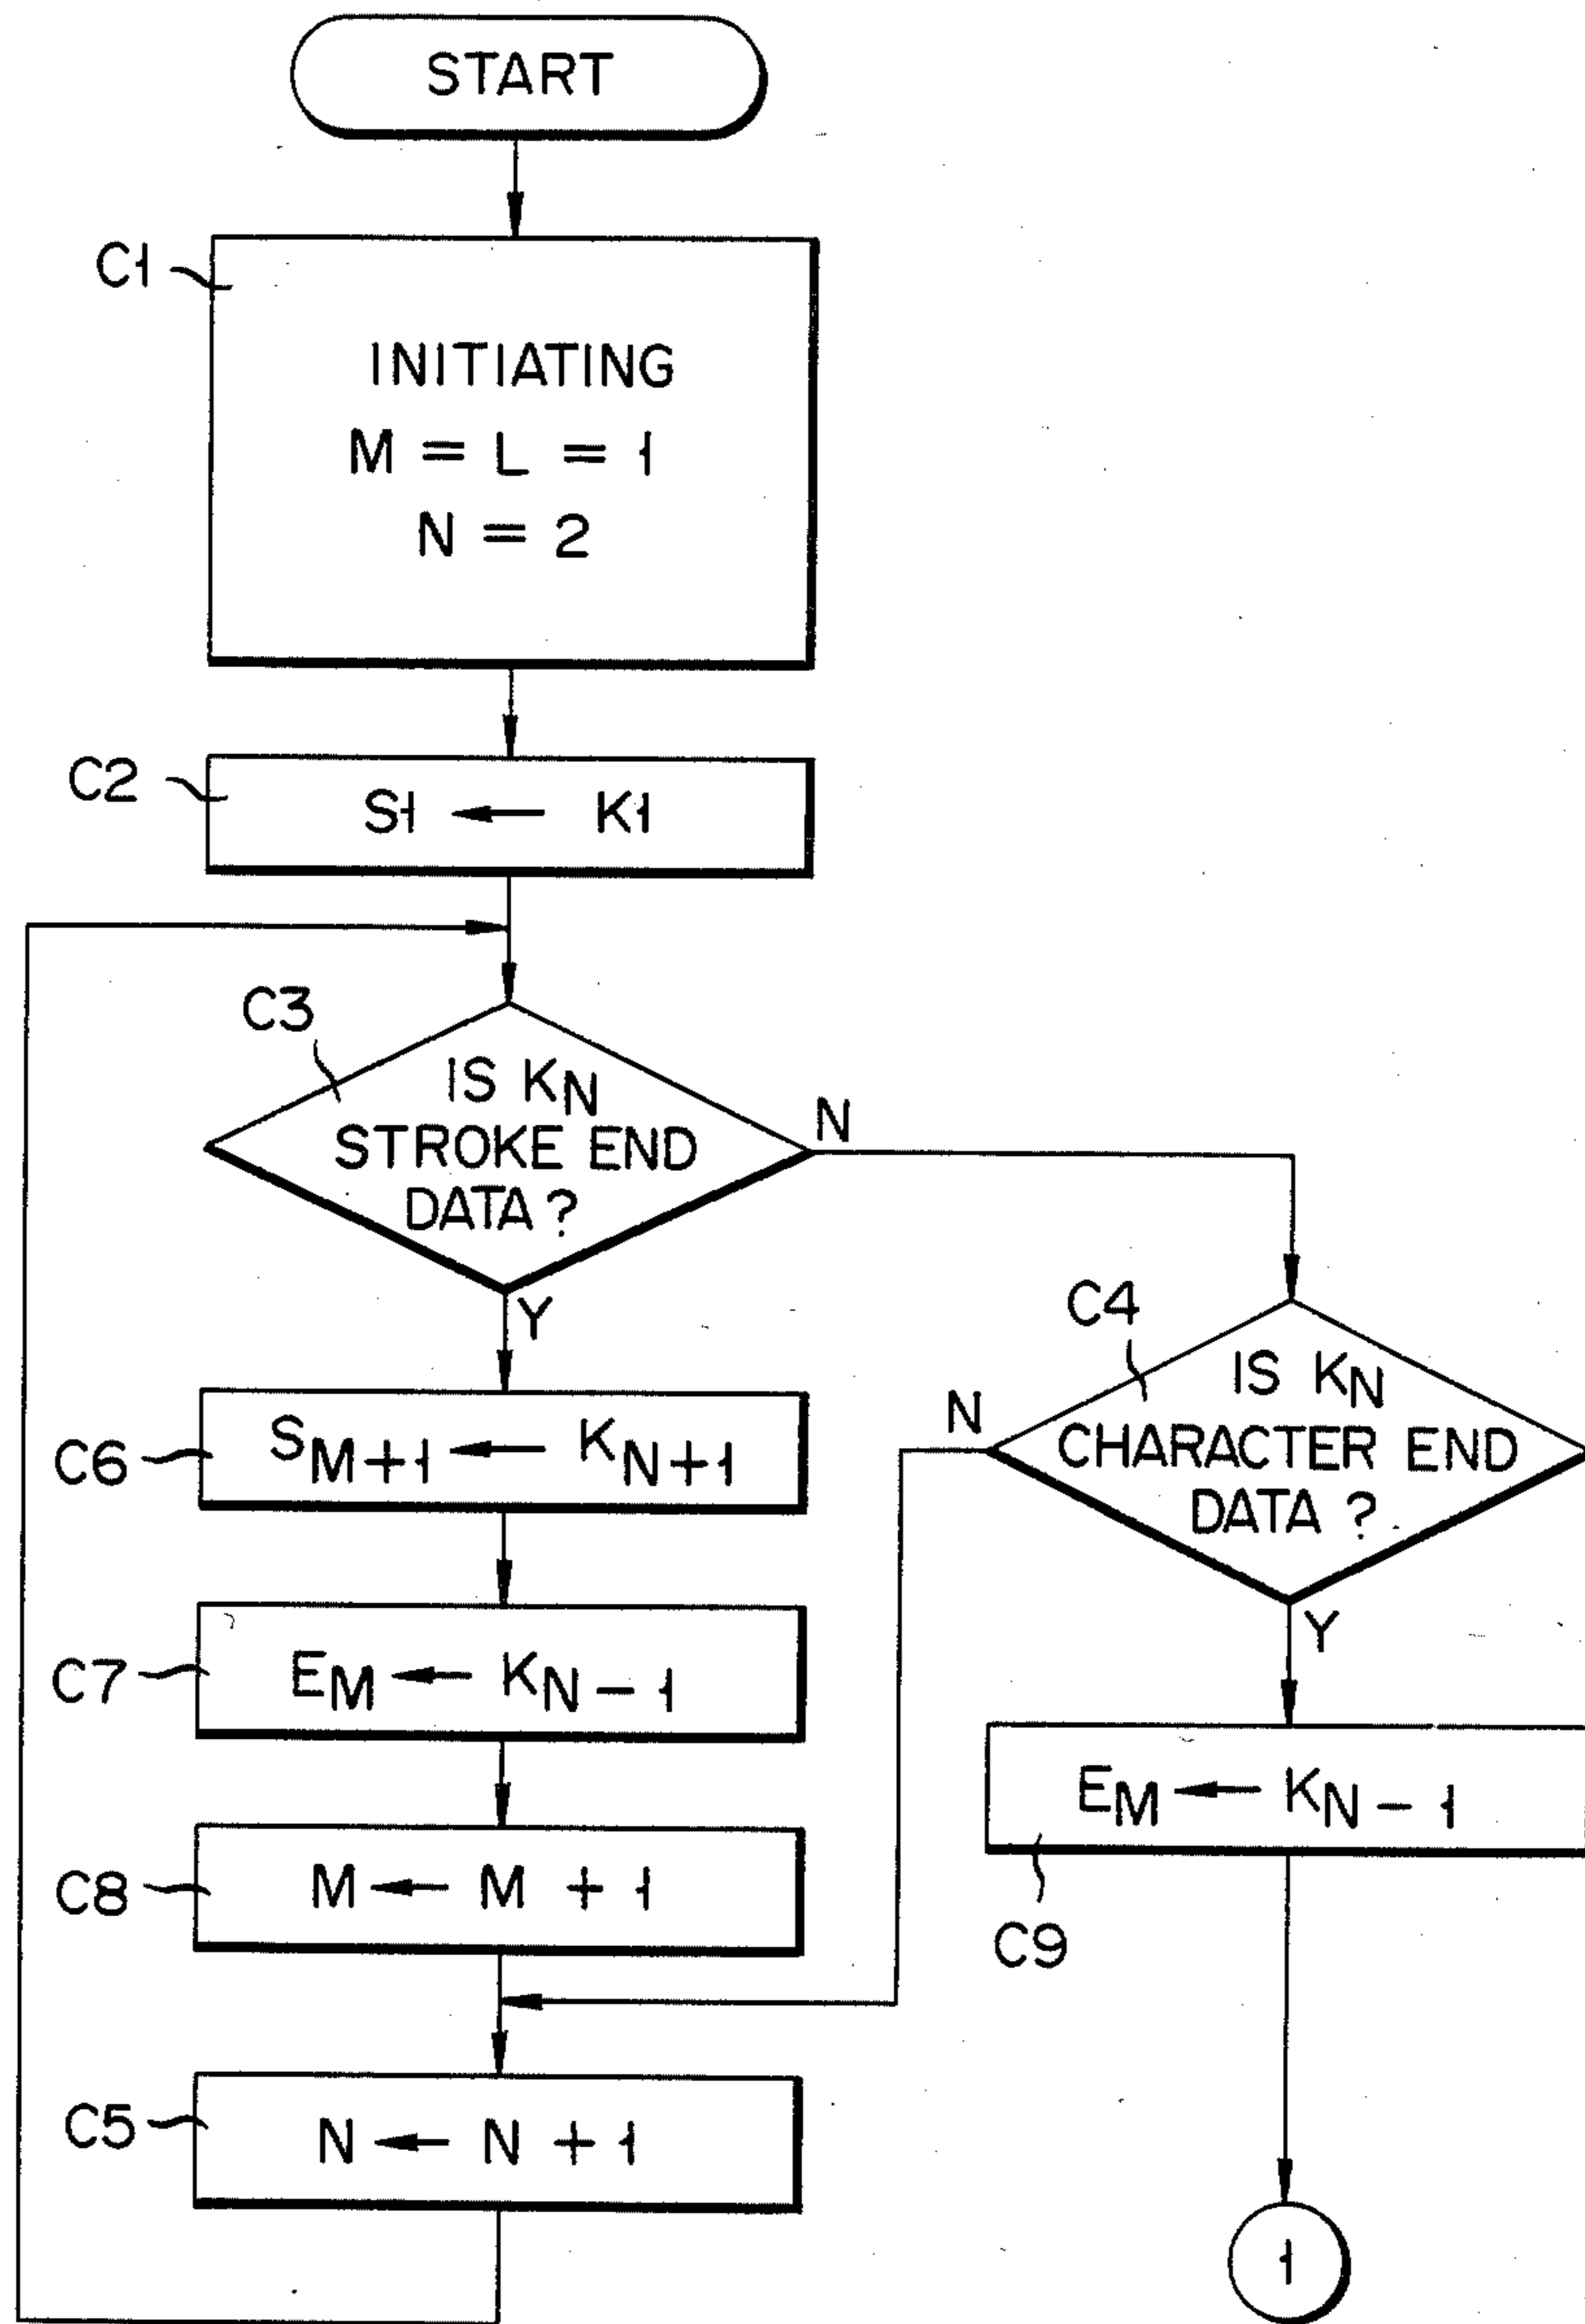 START
C1
INITIATING
M = L = 1
N = 2
C2
S1 ← K1
C3
IS KN
STROKE END
DATA ?
N
Y
C4
IS KN
CHARACTER END
DATA ?
N
Y
C6
SM+1 ← KN+1
C7
EM ← KN-1
C8
M ← M + 1
EM ← KN-1
C9
C5
N ← N + 1
1